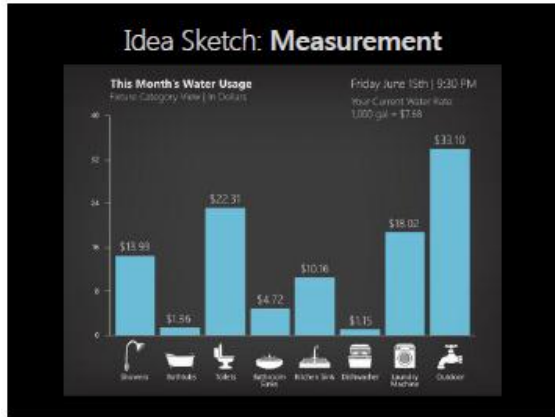 Idea Sketch: Measurement
This Month's Water Usage
Fixture Category View | In Dollars
Friday June 15th | 9:30 PM
Your Current Water Rate
1,000 gal = $7.68
40
32
24
16
8
0
$13.93
$1.36
$22.31
$4.72
$10.16
$1.15
$18.02
$33.10
Showers
Bathtubs
Toilets
Bathroom Sinks
Kitchen Sink
Dishwasher
Laundry Machine
Outdoor